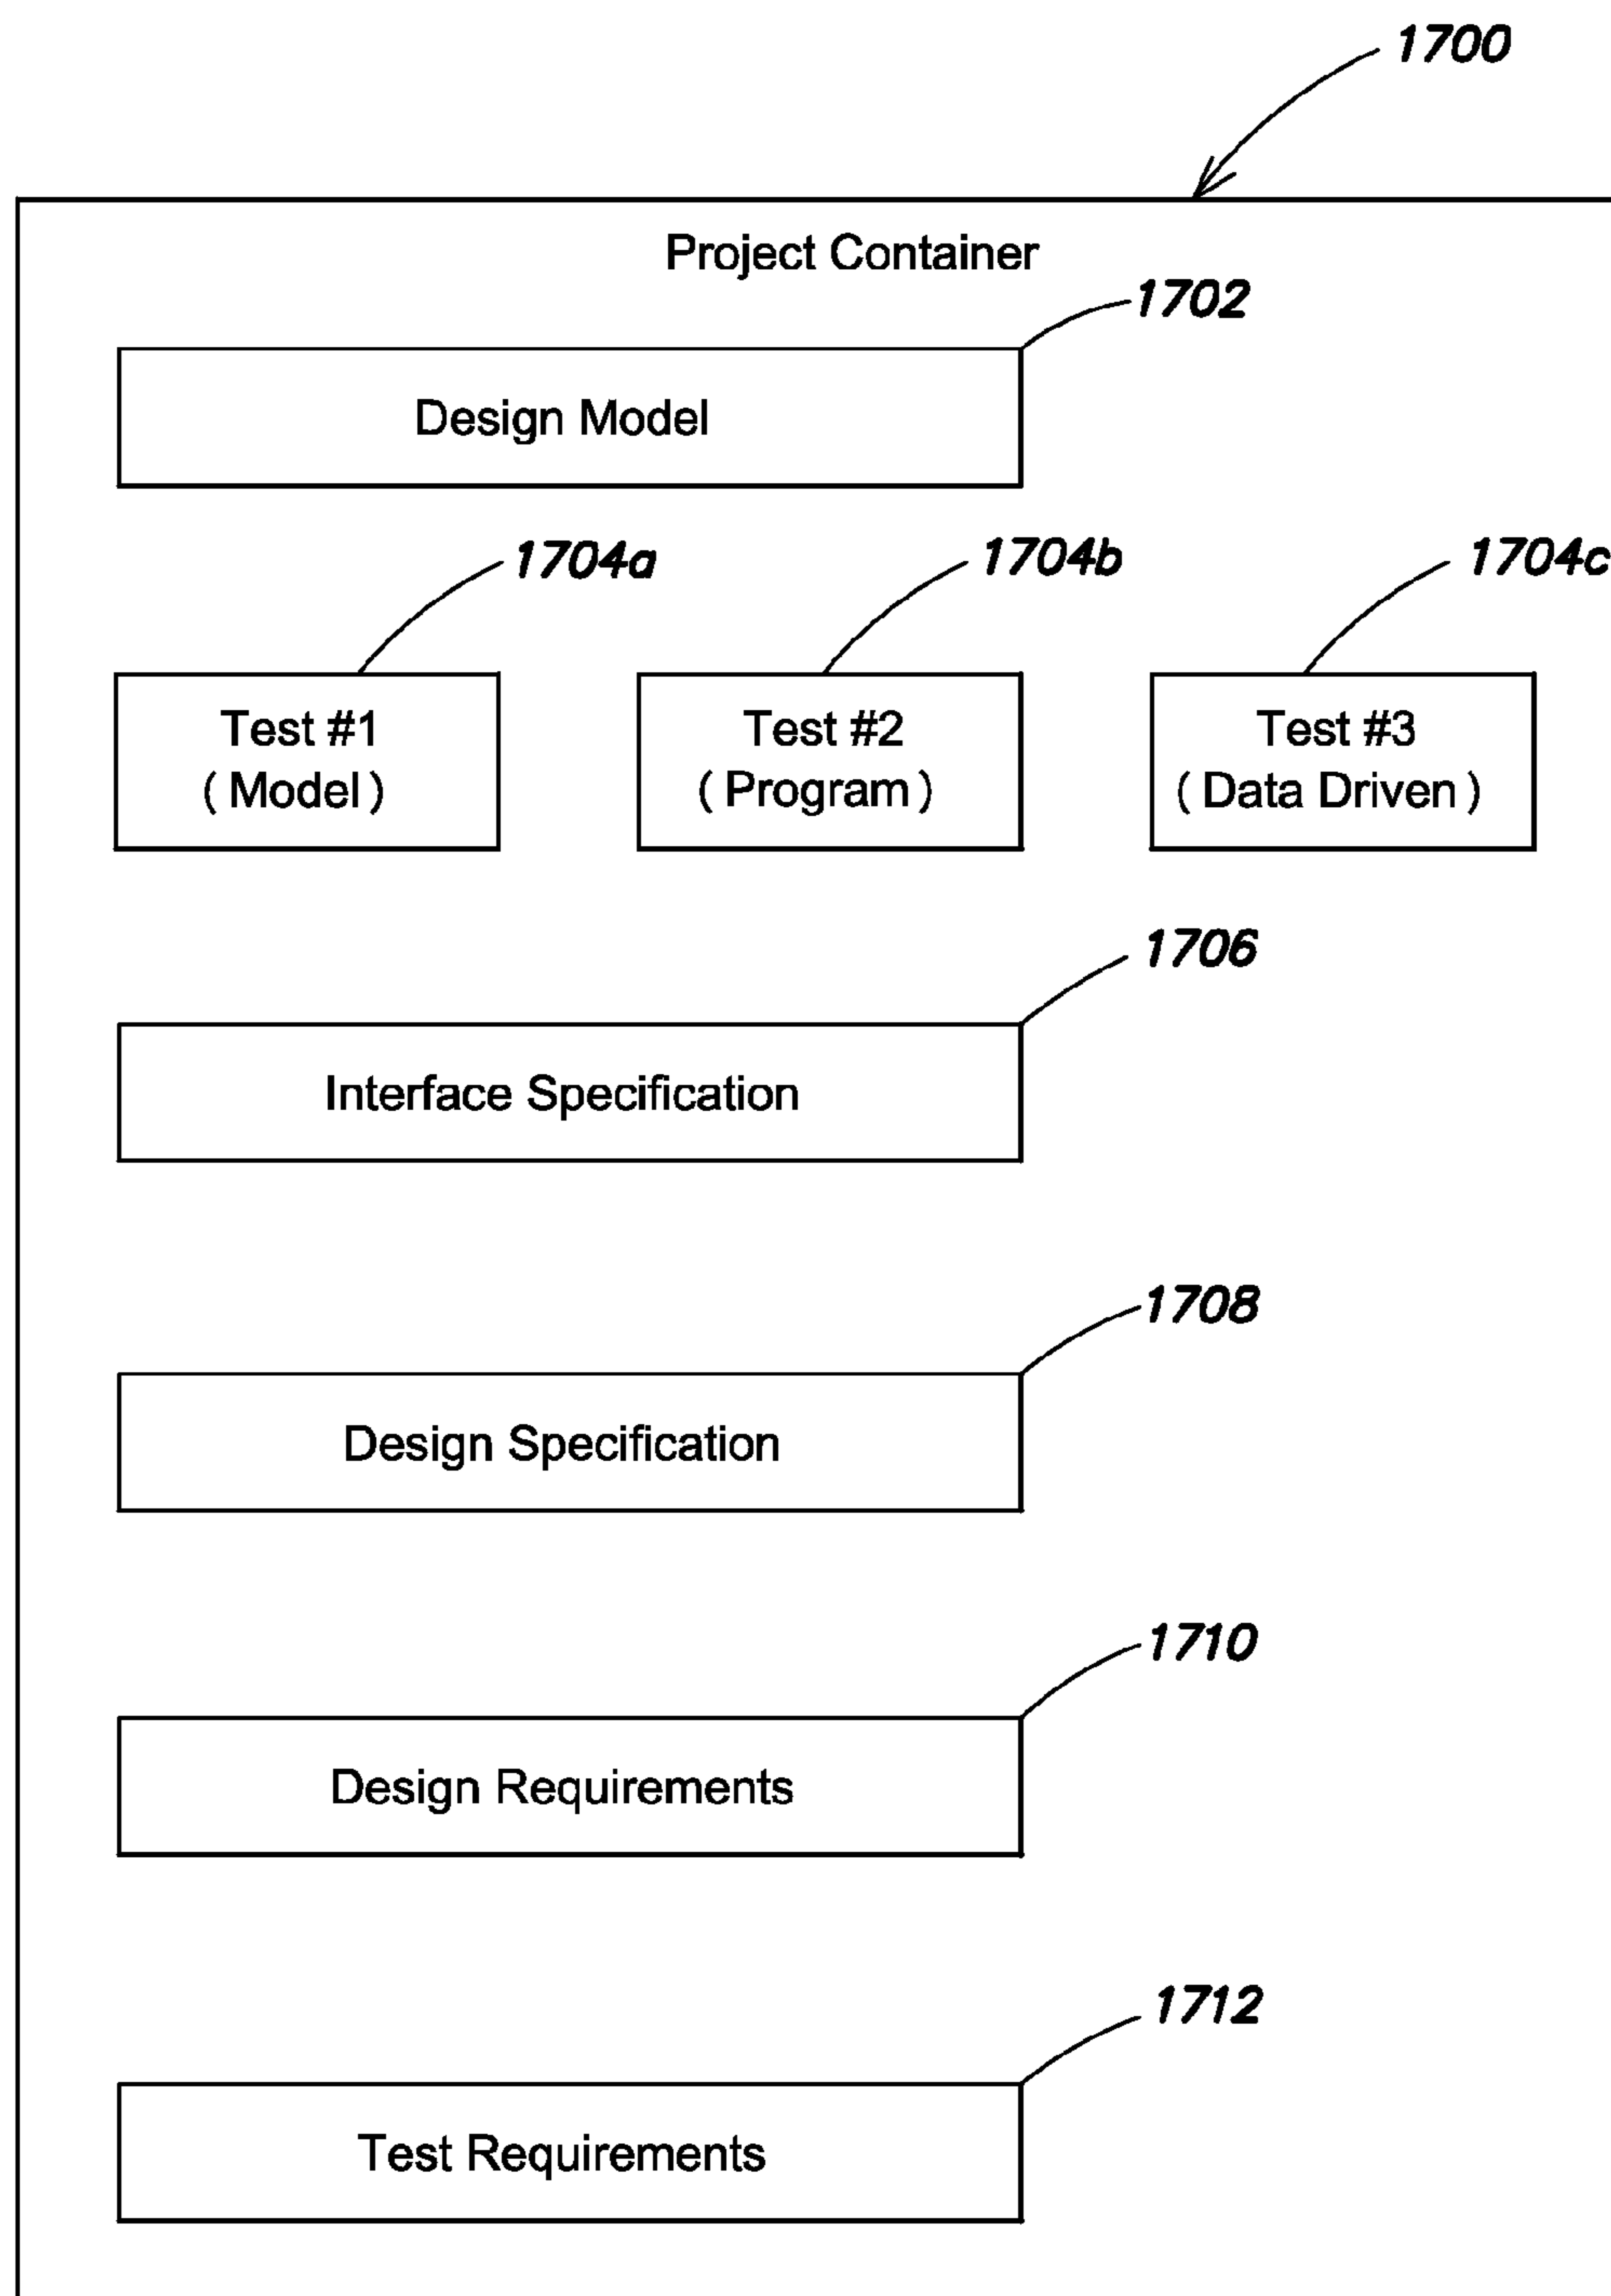 1700
Project Container
1702
Design Model
1704a
1704b
1704c
Test #1
(Model)
Test #2
(Program)
Test #3
(Data Driven)
1706
Interface Specification
1708
Design Specification
1710
Design Requirements
1712
Test Requirements